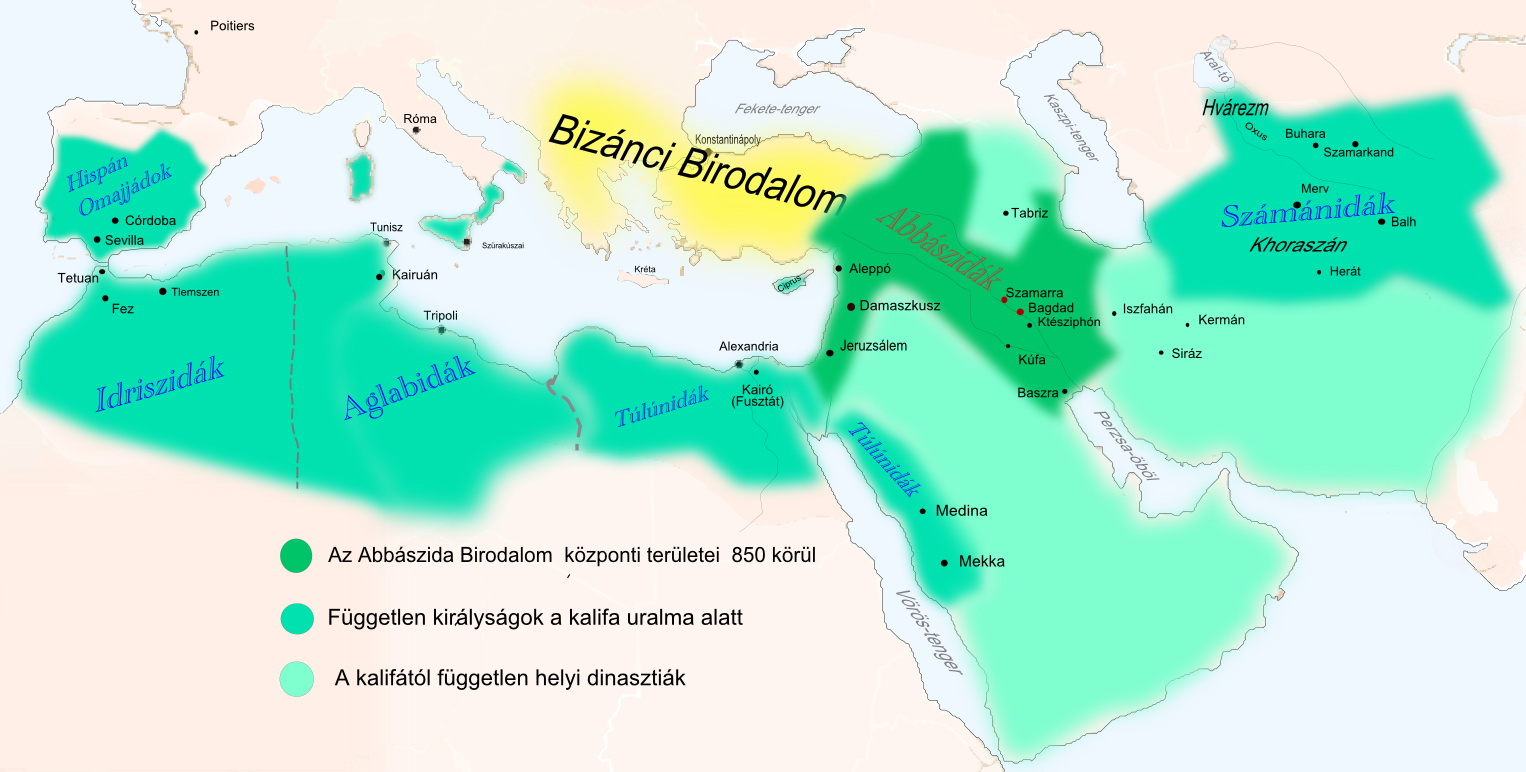 Poitiers
Róma
Fekete-tenger
Konstantinápoly
Bizánci Birodalom
Kaszpi-tenger
Aral-tó
Hvárezm
Oxus
Buhara
Szamarkand
Merv
Számánidák
Balh
Khoraszán
Herát
Hispán
Omajjádok
Córdoba
Sevilla
Tetuan
Fez
Tlemszen
Tunisz
Kairuán
Szürakúszai
Kréta
Ciprus
Tripoli
Idriszidák
Aglabidák
Túlúnidák
Alexandria
Kairó
(Fusztát)
Abbászidák
Tabriz
Aleppó
Damaszkusz
Jeruzsálem
Szamarra
Bagdad
Ktésziphón
Kúfa
Baszra
Iszfahán
Kermán
Siráz
Perzsa-öböl
Túlúnidák
Medina
Mekka
Vörös-tenger
Az Abbászida Birodalom központi területei 850 körül
,
Független királyságok a kalifa uralma alatt
A kalifától független helyi dinasztiák